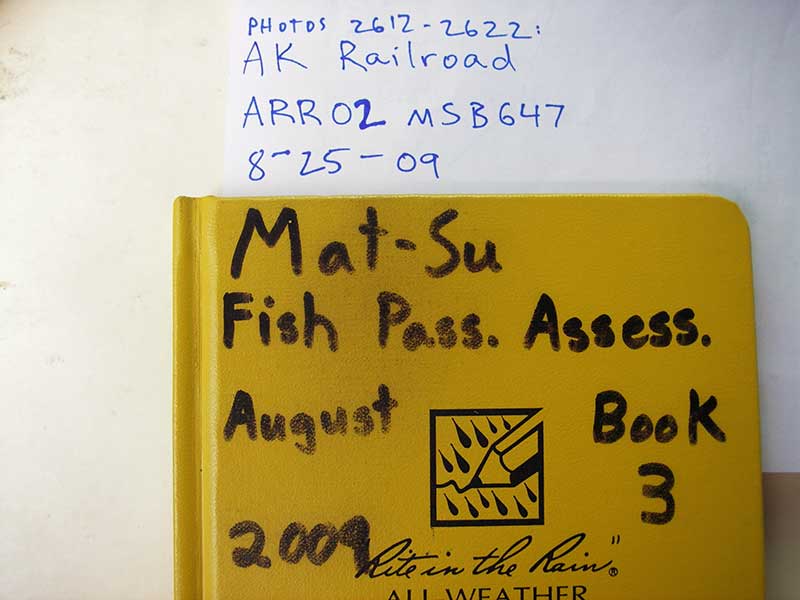 PHOTOS 2612-2622:
AK Railroad
ARR02 MSB647
8-25-09
Mat-Su
Fish Pass. Assess.
August Book
3
2009
Rite in the Rain®
ALL-WEATHER